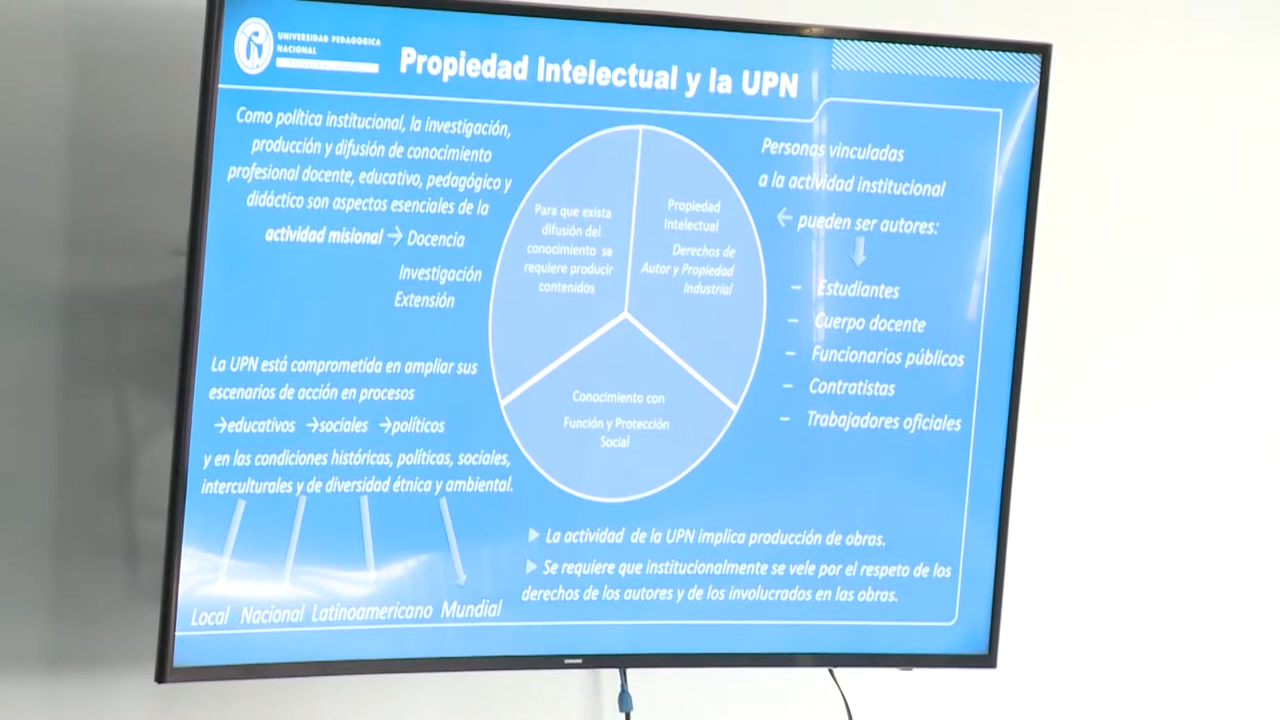 UNIVERSIDAD PEDAGOGICA
NACIONAL
Propiedad Intelectual y la UPN
Como política institucional, la investigación,
producción y difusión de conocimiento
profesional docente, educativo, pedagógico y
didáctico son aspectos esenciales de la
actividad misional → Docencia
Investigación
Extensión
La UPN está comprometida en ampliar sus
escenarios de acción en procesos
→educativos →sociales →políticos
y en las condiciones históricas, políticas, sociales,
interculturales y de diversidad étnica y ambiental.
Local Nacional Latinoamericano Mundial
Para que exista
difusión del
conocimiento se
requiere producir
contenidos
Propiedad
Intelectual
Derechos de
Autor y Propiedad
Industrial
Conocimiento con
Función y Protección
Social
Personas vinculadas
a la actividad institucional
← pueden ser autores:
– Estudiantes
– Cuerpo docente
– Funcionarios públicos
– Contratistas
– Trabajadores oficiales
▶ La actividad de la UPN implica producción de obras.
▶ Se requiere que institucionalmente se vele por el respeto de los
derechos de los autores y de los involucrados en las obras.
SAMSUNG